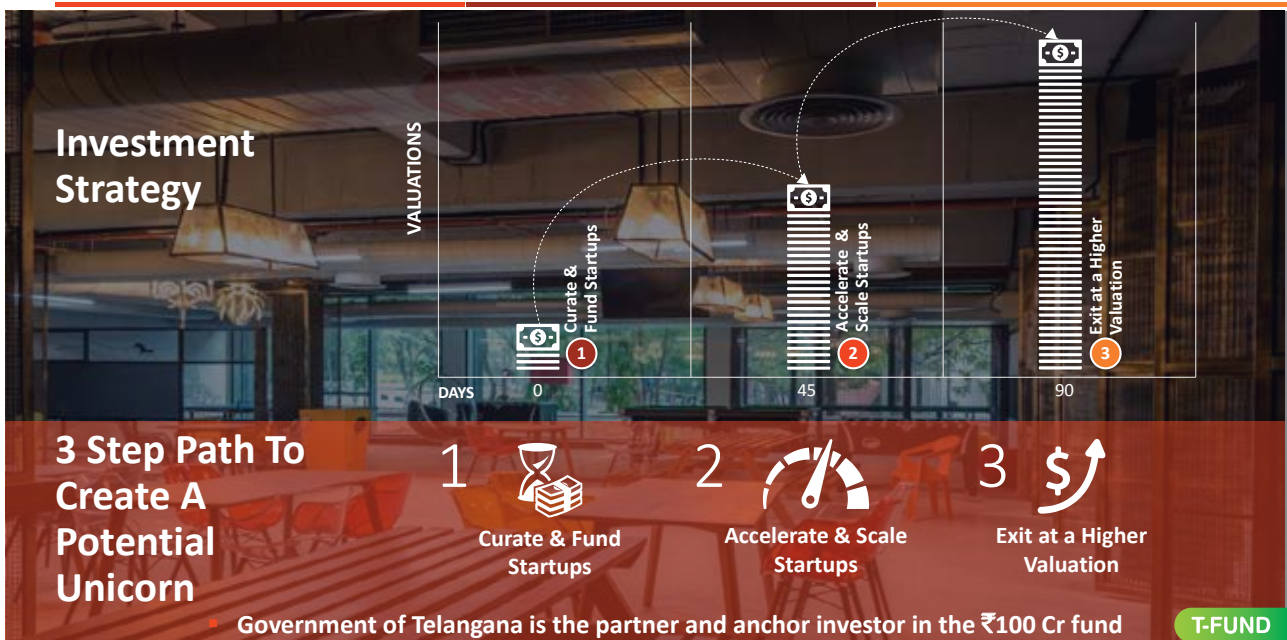 Investment
Strategy
VALUATIONS
$
Curate &
Fund Startups
1
$
Accelerate &
Scale Startups
2
$
Exit at a Higher
Valuation
3
DAYS
0
45
90
3 Step Path To
Create A
Potential
Unicorn
1
Curate & Fund
Startups
2
Accelerate & Scale
Startups
3
$
Exit at a Higher
Valuation
Government of Telangana is the partner and anchor investor in the ₹100 Cr fund
T-FUND